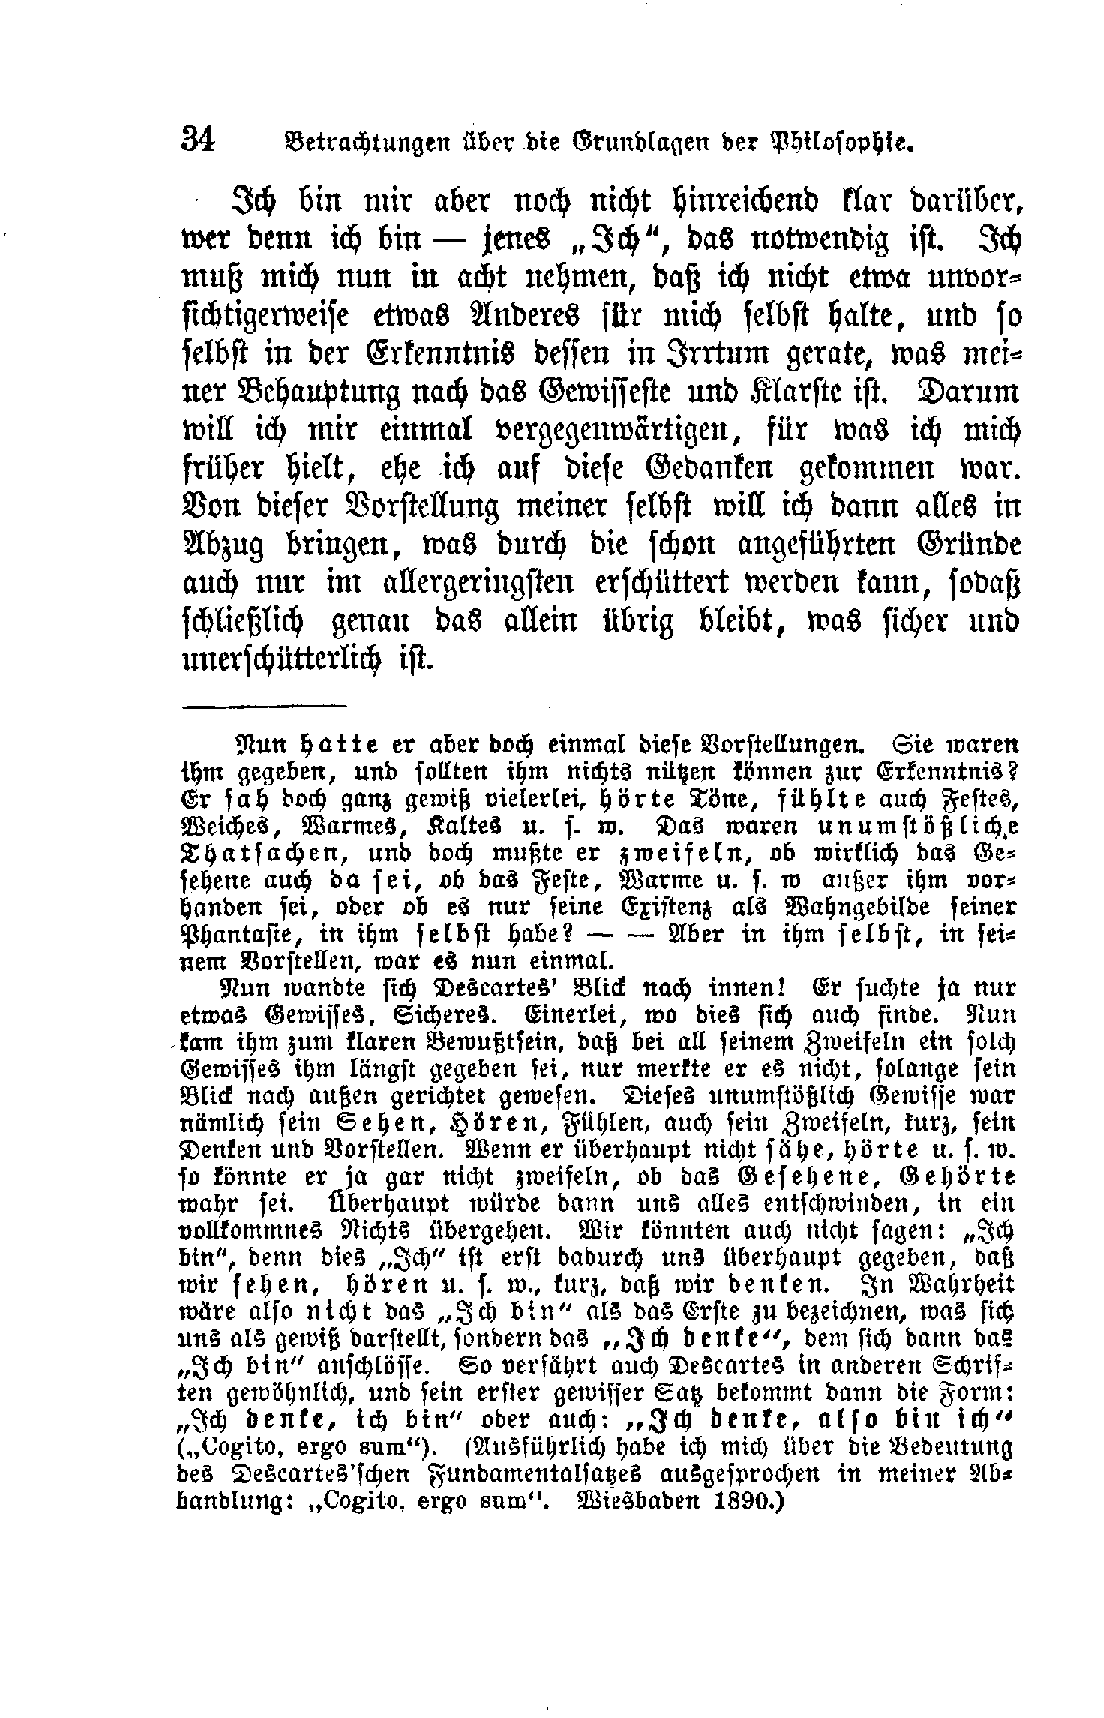 34 Betrachtungen über die Grundlagen der Philosophie.
Ich bin mir aber noch nicht hinreichend klar darüber,
wer denn ich bin — jenes „Ich“, das notwendig ist. Ich
muß mich nun in acht nehmen, daß ich nicht etwa unvor-
sichtigerweise etwas Anderes für mich selbst halte, und so
selbst in der Erkenntnis dessen in Irrtum gerate, was mei-
ner Behauptung nach das Gewisseste und Klarste ist. Darum
will ich mir einmal vergegenwärtigen, für was ich mich
früher hielt, ehe ich auf diese Gedanken gekommen war.
Von dieser Vorstellung meiner selbst will ich dann alles in
Abzug bringen, was durch die schon angeführten Gründe
auch nur im allergeringsten erschüttert werden kann, sodaß
schließlich genau das allein übrig bleibt, was sicher und
unerschütterlich ist.
Nun hatte er aber doch einmal diese Vorstellungen. Sie waren
ihm gegeben, und sollten ihm nichts nützen können zur Erkenntnis?
Er sah doch ganz gewiß vielerlei, hörte Töne, fühlte auch Festes,
Weiches, Warmes, Kaltes u. s. w. Das waren unumstößliche
Thatsachen, und doch mußte er zweifeln, ob wirklich das Ge-
sehene auch da sei, ob das Feste, Warme u. s. w außer ihm vor-
handen sei, oder ob es nur seine Existenz als Wahngebilde seiner
Phantasie, in ihm selbst habe? — — Aber in ihm selbst, in sei-
nem Vorstellen, war es nun einmal.
Nun wandte sich Descartes' Blick nach innen! Er suchte ja nur
etwas Gewisses, Sicheres. Einerlei, wo dies sich auch finde. Nun
kam ihm zum klaren Bewußtsein, daß bei all seinem Zweifeln ein solch
Gewisses ihm längst gegeben sei, nur merkte er es nicht, solange sein
Blick nach außen gerichtet gewesen. Dieses unumstößlich Gewisse war
nämlich sein Sehen, Hören, Fühlen, auch sein Zweifeln, kurz, sein
Denken und Vorstellen. Wenn er überhaupt nicht sähe, hörte u. s. w.
so könnte er ja gar nicht zweifeln, ob das Gesehene, Gehörte
wahr sei. Überhaupt würde dann uns alles entschwinden, in ein
vollkommnes Nichts übergehen. Wir könnten auch nicht sagen: „Ich
bin“, denn dies „Ich“ ist erst dadurch uns überhaupt gegeben, daß
wir sehen, hören u. s. w., kurz, daß wir denken. In Wahrheit
wäre also nicht das „Ich bin“ als das Erste zu bezeichnen, was sich
uns als gewiß darstellt, sondern das „Ich denke“, dem sich dann das
„Ich bin“ anschlösse. So verfährt auch Descartes in anderen Schrif-
ten gewöhnlich, und sein erster gewisser Satz bekommt dann die Form:
„Ich denke, ich bin“ oder auch: „Ich denke, also bin ich“
(„Cogito, ergo sum“). (Ausführlich habe ich mich über die Bedeutung
des Descartes'schen Fundamentalsatzes ausgesprochen in meiner Ab-
handlung: „Cogito, ergo sum“. Wiesbaden 1890.)